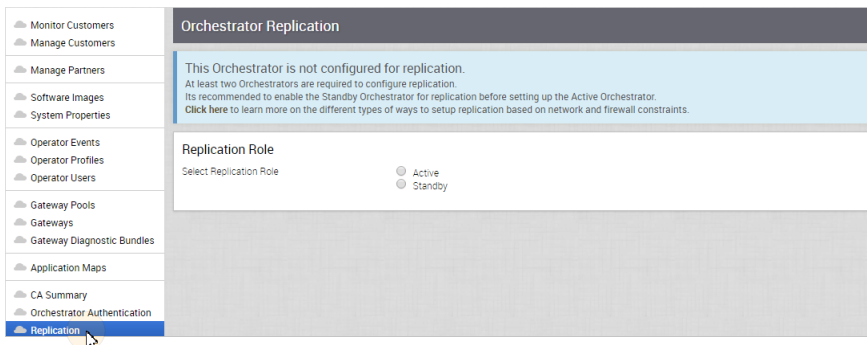 Monitor Customers
Manage Customers
Manage Partners
Software Images
System Properties
Operator Events
Operator Profiles
Operator Users
Gateway Pools
Gateways
Gateway Diagnostic Bundles
Application Maps
CA Summary
Orchestrator Authentication
Replication
Orchestrator Replication
This Orchestrator is not configured for replication.
At least two Orchestrators are required to configure replication.
Its recommended to enable the Standby Orchestrator for replication before setting up the Active Orchestrator.
Click here to learn more on the different types of ways to setup replication based on network and firewall constraints.
Replication Role
Select Replication Role
Active
Standby